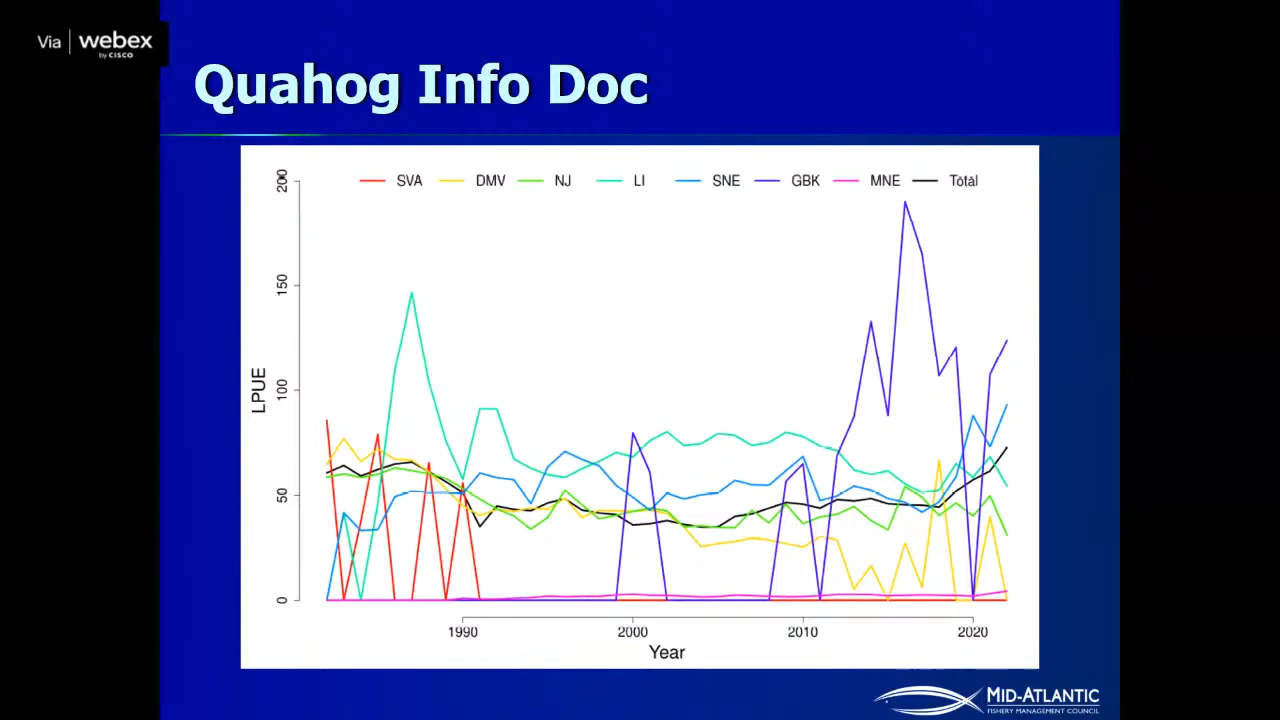 Via | webex
by CISCO
Quahog Info Doc
SVA DMV NJ LI SNE GBK MNE Total
200
150
100
50
0
LPUE
1990 2000 2010 2020
Year
MID-ATLANTIC
FISHERY MANAGEMENT COUNCIL